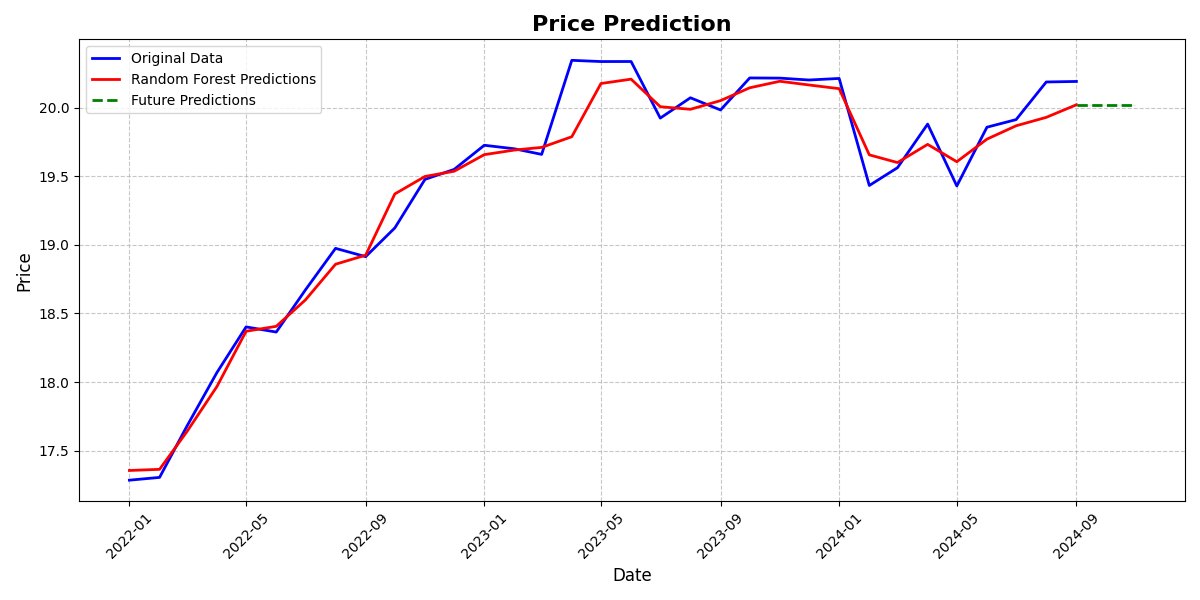 Price Prediction
Original Data
Random Forest Predictions
Future Predictions
Price
20.0
19.5
19.0
18.5
18.0
17.5
2022-01
2022-05
2022-09
2023-01
2023-05
2023-09
2024-01
2024-05
2024-09
Date